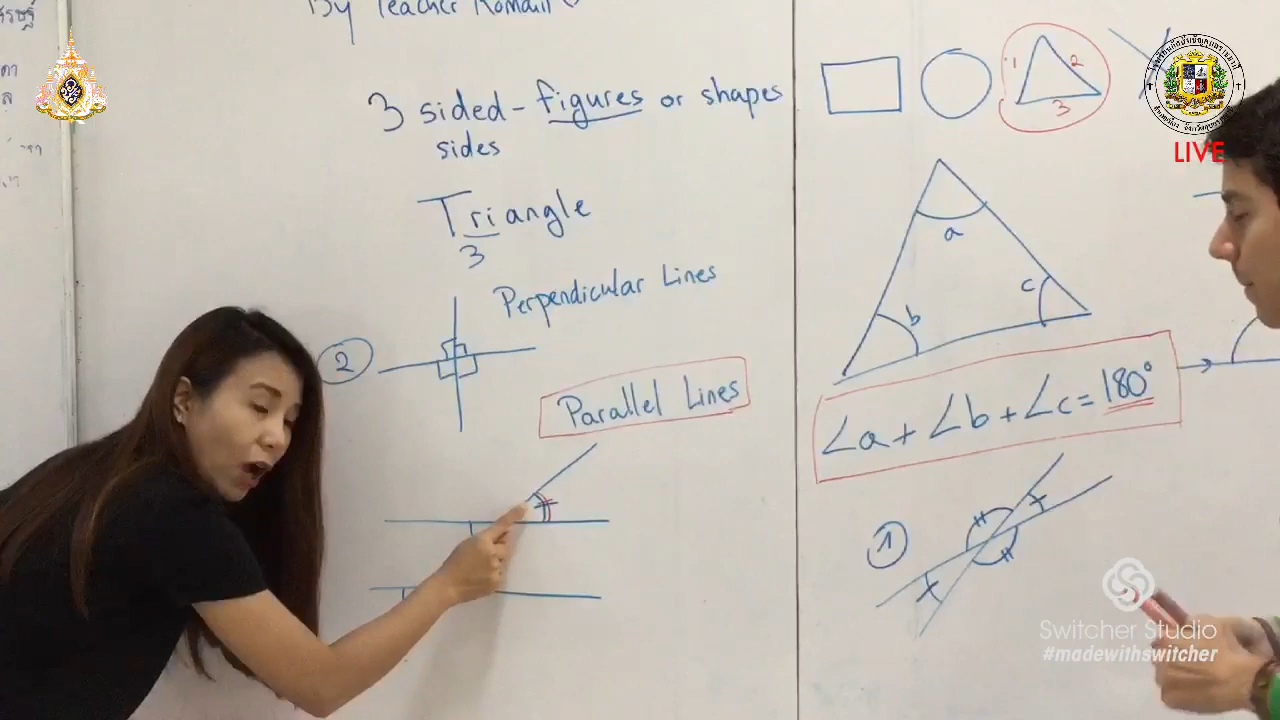 By Teacher Romain
3 sided - figures or shapes
sides
Triangle
3
Perpendicular Lines
2
Parallel Lines
1
2
3
a
b
c
∠a + ∠b + ∠c = 180°
1
LIVE
Switcher Studio
#madewithswitcher